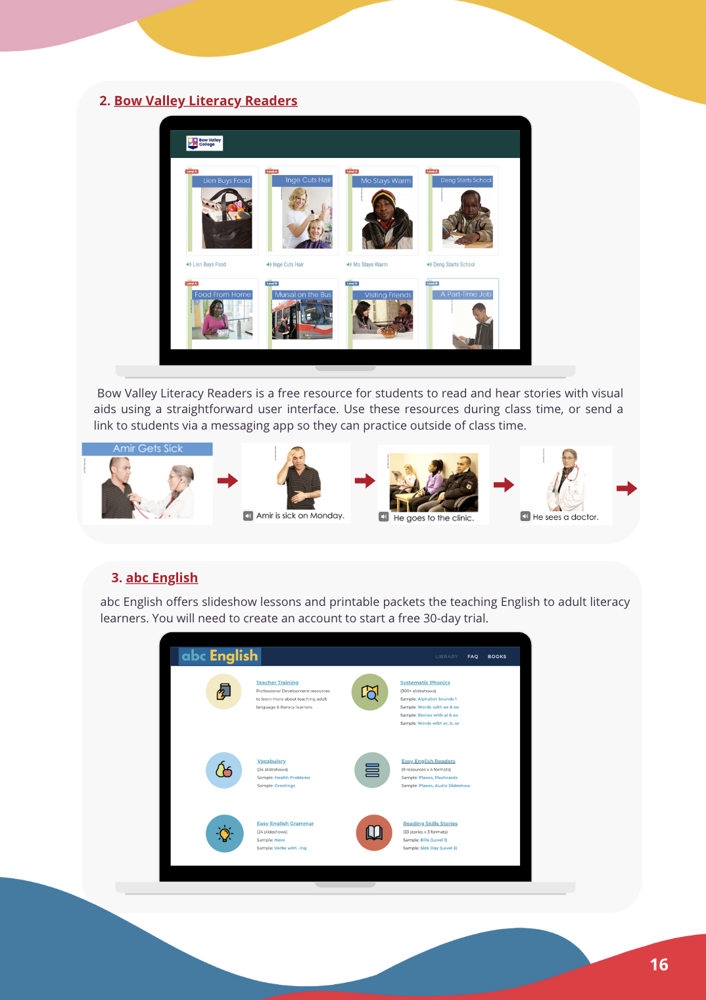 2. Bow Valley Literacy Readers
Bow Valley
College
Level A
Lien Buys Food
Level A
Inge Cuts Hair
Level A
Mo Stays Warm
Level A
Deng Starts School
Lien Buys Food
Inge Cuts Hair
Mo Stays Warm
Deng Starts School
Level A
Food From Home
Level B
Mursal on the Bus
Level B
Visiting Friends
Level B
A Part-Time Job
Bow Valley Literacy Readers is a free resource for students to read and hear stories with visual
aids using a straightforward user interface. Use these resources during class time, or send a
link to students via a messaging app so they can practice outside of class time.
Amir Gets Sick
Amir is sick on Monday.
He goes to the clinic.
He sees a doctor.
3. abc English
abc English offers slideshow lessons and printable packets the teaching English to adult literacy
learners. You will need to create an account to start a free 30-day trial.
abc English
LIBRARY FAQ BOOKS
Teacher Training
Professional Development resources
to learn more about teaching adult
language & literacy learners.
Systematic Phonics
(300+ slideshows)
Sample: Alphabet Sounds 1
Sample: Words with ee & oo
Sample: Stories with ai & ea
Sample: Words with er, ir, ur
Vocabulary
(34 slideshows)
Sample: Health Problems
Sample: Greetings
Easy English Readers
(9 resources x 4 formats)
Sample: Places, Flashcards
Sample: Places, Audio Slideshow
Easy English Grammar
(24 slideshows)
Sample: Have
Sample: Verbs with -ing
Reading Skills Stories
(33 stories x 3 formats)
Sample: Bills (Level 1)
Sample: Sick Day (Level 3)
16